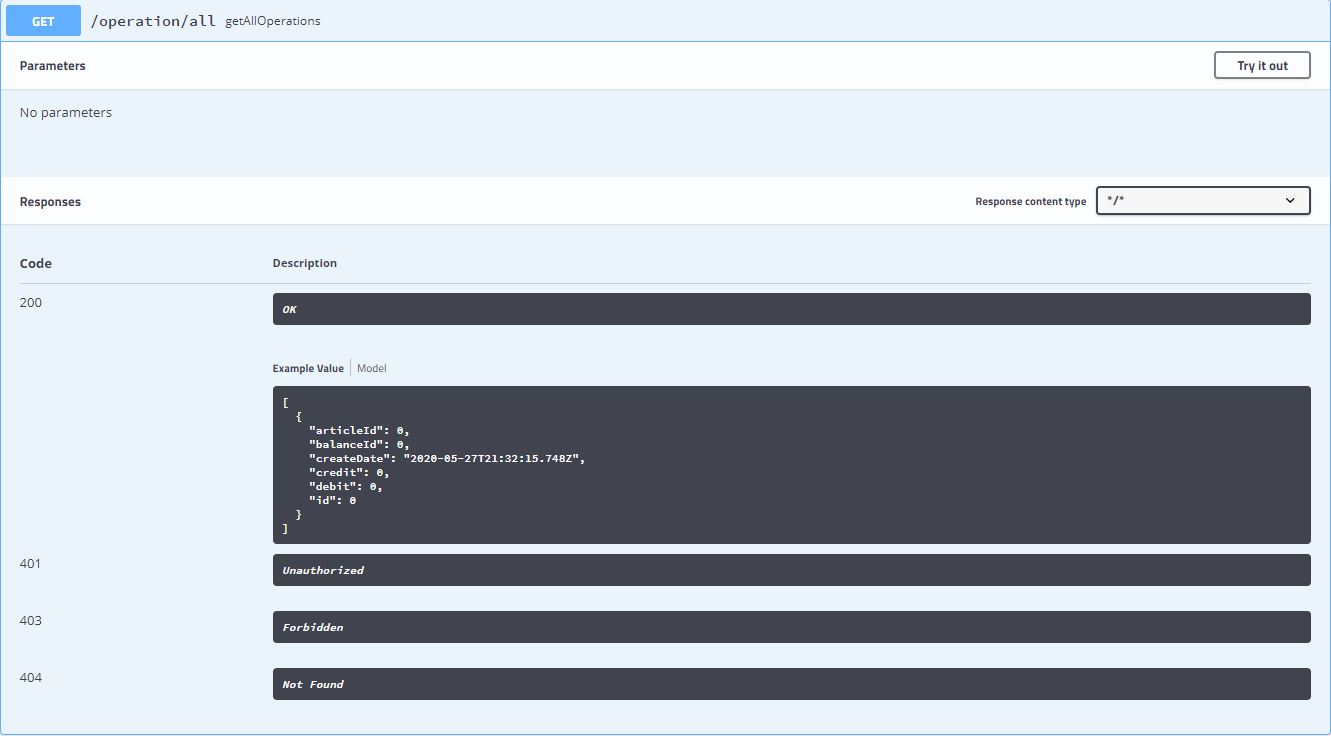 GET /operation/all getAllOperations
Parameters
Try it out
No parameters
Responses
Response content type
*/*
Code Description
200
OK
Example Value Model
[
  {
    "articleId": 0,
    "balanceId": 0,
    "createDate": "2020-05-27T21:32:15.748Z",
    "credit": 0,
    "debit": 0,
    "id": 0
  }
]
401
Unauthorized
403
Forbidden
404
Not Found